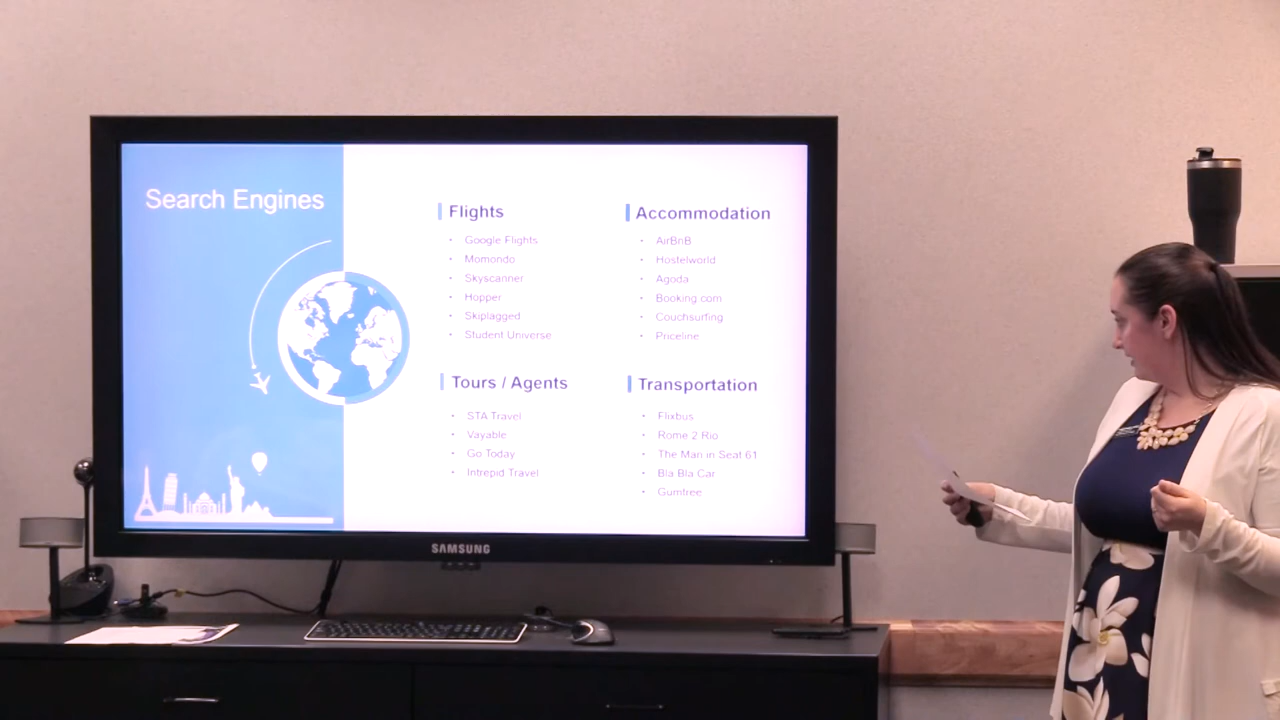 Search Engines
Flights
Google Flights
Momondo
Skyscanner
Hopper
Skiplagged
Student Universe
Accommodation
AirBnB
Hostelworld
Agoda
Booking.com
Couchsurfing
Priceline
Tours / Agents
STA Travel
Vayable
Go Today
Intrepid Travel
Transportation
Flixbus
Rome 2 Rio
The Man in Seat 61
Bla Bla Car
Gumtree
SAMSUNG